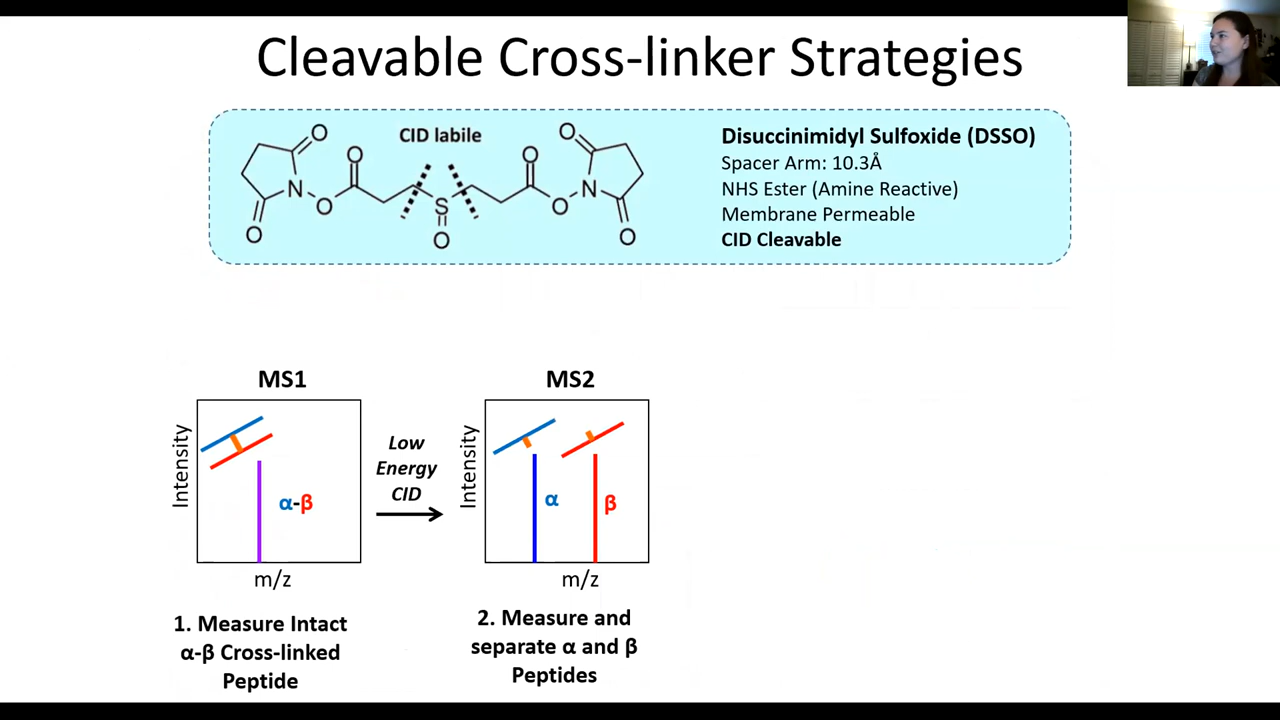 Cleavable Cross-linker Strategies
CID labile
O
O
O
N
O
S
O
O
O
N
O
O
Disuccinimidyl Sulfoxide (DSSO)
Spacer Arm: 10.3Å
NHS Ester (Amine Reactive)
Membrane Permeable
CID Cleavable
MS1
Intensity
α-β
m/z
Low
Energy
CID
MS2
Intensity
α
β
m/z
1. Measure Intact
α-β Cross-linked
Peptide
2. Measure and
separate α and β
Peptides